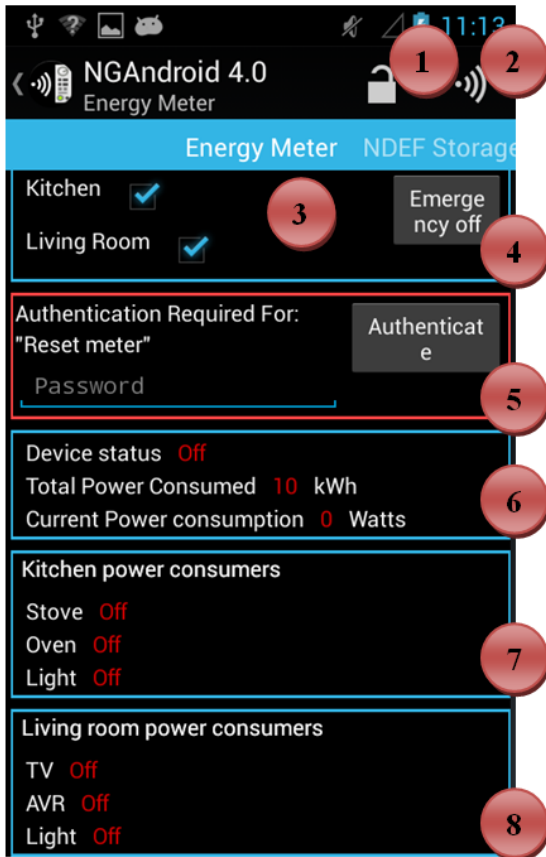 11:13
1
2
NGAndroid 4.0
Energy Meter
Energy Meter NDEF Storage
Kitchen
3
Emerge
ncy off
Living Room
4
Authentication Required For:
"Reset meter"
Authenticat
e
Password
5
Device status Off
Total Power Consumed 10 kWh
Current Power consumption 0 Watts
6
Kitchen power consumers
Stove Off
Oven Off
Light Off
7
Living room power consumers
TV Off
AVR Off
Light Off
8